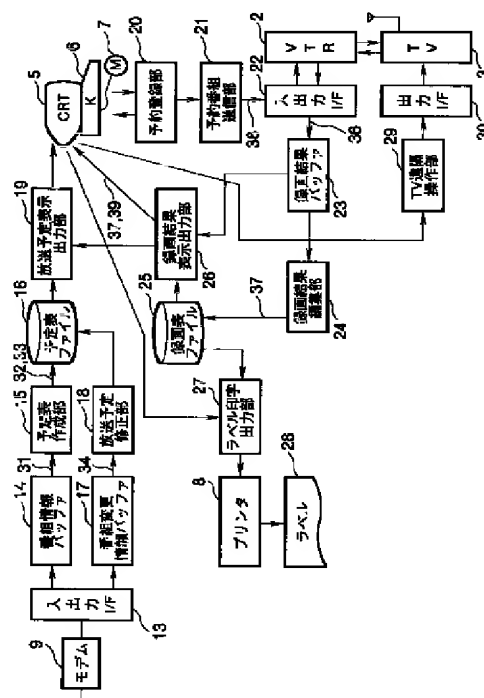 9
モデム
入出力 I/F
13
14
番組情報
バッファ
17
番組変更
情報バッファ
31
34
15
予定表
作成部
18
放送予定
修正部
32,33
16
予定表
ファイル
19
放送予定表示
出力部
5
CRT
6
K
7
M
37,39
25
録画表
ファイル
26
録画結果
表示出力部
20
予約登録部
21
予約番組
送信部
38
22
入出力 I/F
2
VTR
36
23
録画結果
バッファ
37
24
録画結果
編集部
27
ラベル印字
出力部
8
プリンタ
28
ラベル
29
TV遠隔
操作部
出力 I/F
TV